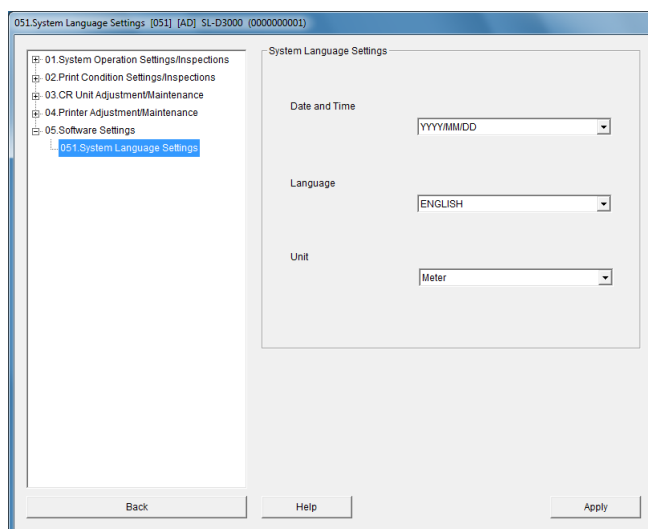 051.System Language Settings [051] [AD] SL-D3000 (0000000001)
01.System Operation Settings/Inspections
02.Print Condition Settings/Inspections
03.CR Unit Adjustment/Maintenance
04.Printer Adjustment/Maintenance
05.Software Settings
051.System Language Settings
System Language Settings
Date and Time
YYYY/MM/DD
Language
ENGLISH
Unit
Meter
Back
Help
Apply